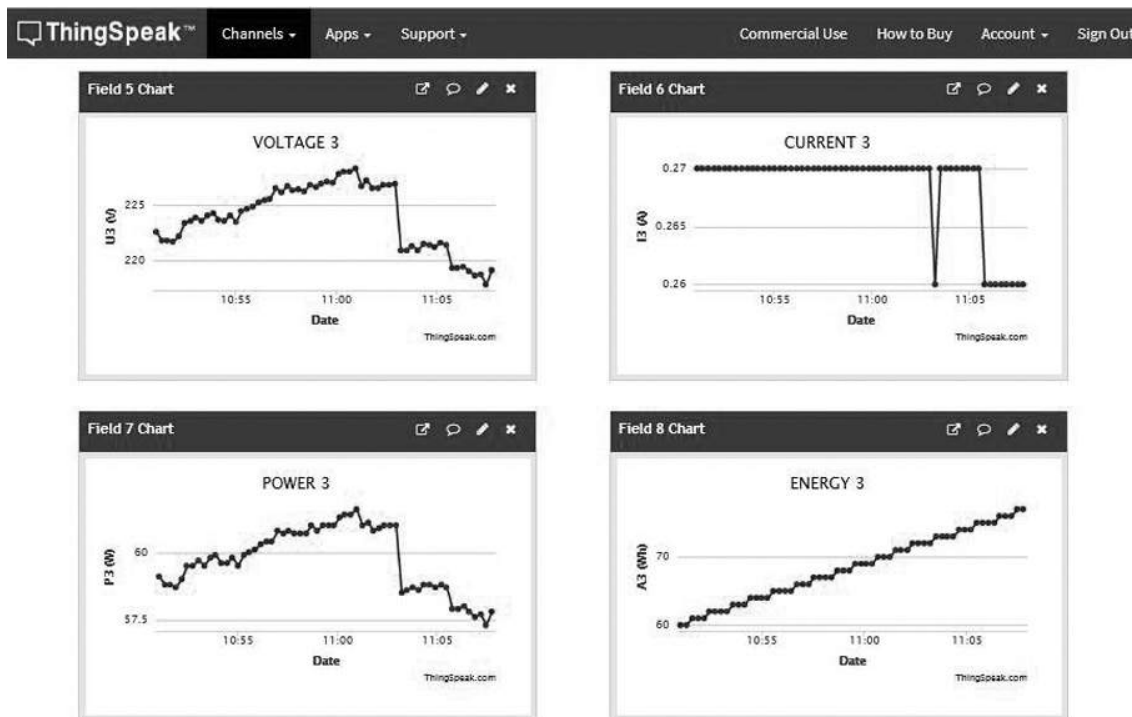 ThingSpeak™ Channels Apps Support Commercial Use How to Buy Account Sign Out
Field 5 Chart
VOLTAGE 3
U3 (V)
225
220
10:55 11:00 11:05
Date
ThingSpeak.com
Field 6 Chart
CURRENT 3
I3 (A)
0.27
0.265
0.26
10:55 11:00 11:05
Date
ThingSpeak.com
Field 7 Chart
POWER 3
P3 (W)
60
57.5
10:55 11:00 11:05
Date
ThingSpeak.com
Field 8 Chart
ENERGY 3
A3 (Wh)
70
60
10:55 11:00 11:05
Date
ThingSpeak.com